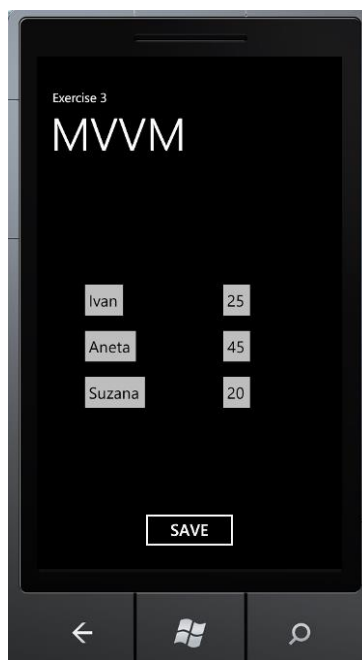 Exercise 3
MVVM
Ivan 25
Aneta 45
Suzana 20
SAVE